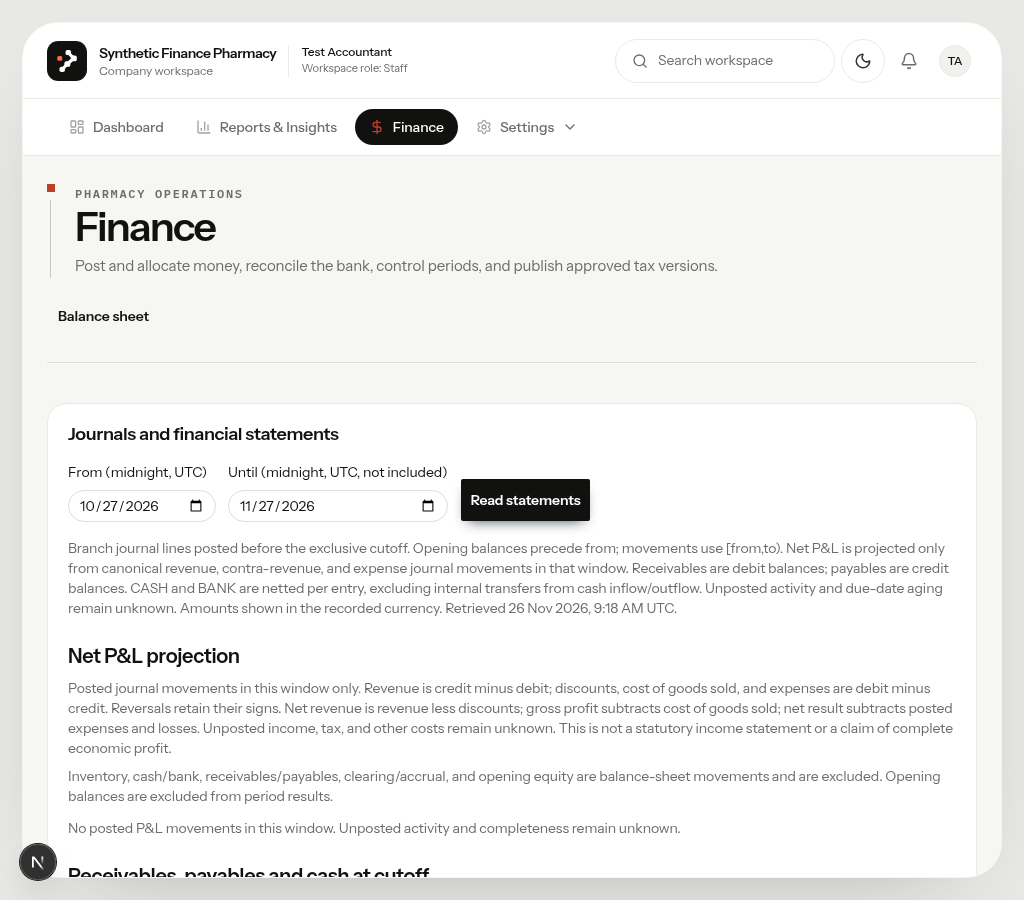 Synthetic Finance Pharmacy
Company workspace
Test Accountant
Workspace role: Staff
Search workspace
TA
Dashboard
Reports & Insights
Finance
Settings
PHARMACY OPERATIONS
Finance
Post and allocate money, reconcile the bank, control periods, and publish approved tax versions.
Balance sheet
Journals and financial statements
From (midnight, UTC)
Until (midnight, UTC, not included)
10/27/2026
11/27/2026
Read statements
Branch journal lines posted before the exclusive cutoff. Opening balances precede from; movements use [from,to). Net P&L is projected only
from canonical revenue, contra-revenue, and expense journal movements in that window. Receivables are debit balances; payables are credit
balances. CASH and BANK are netted per entry, excluding internal transfers from cash inflow/outflow. Unposted activity and due-date aging
remain unknown. Amounts shown in the recorded currency. Retrieved 26 Nov 2026, 9:18 AM UTC.
Net P&L projection
Posted journal movements in this window only. Revenue is credit minus debit; discounts, cost of goods sold, and expenses are debit minus
credit. Reversals retain their signs. Net revenue is revenue less discounts; gross profit subtracts cost of goods sold; net result subtracts posted
expenses and losses. Unposted income, tax, and other costs remain unknown. This is not a statutory income statement or a claim of complete
economic profit.
Inventory, cash/bank, receivables/payables, clearing/accrual, and opening equity are balance-sheet movements and are excluded. Opening
balances are excluded from period results.
No posted P&L movements in this window. Unposted activity and completeness remain unknown.
Receivables, payables and cash at cutoff
N